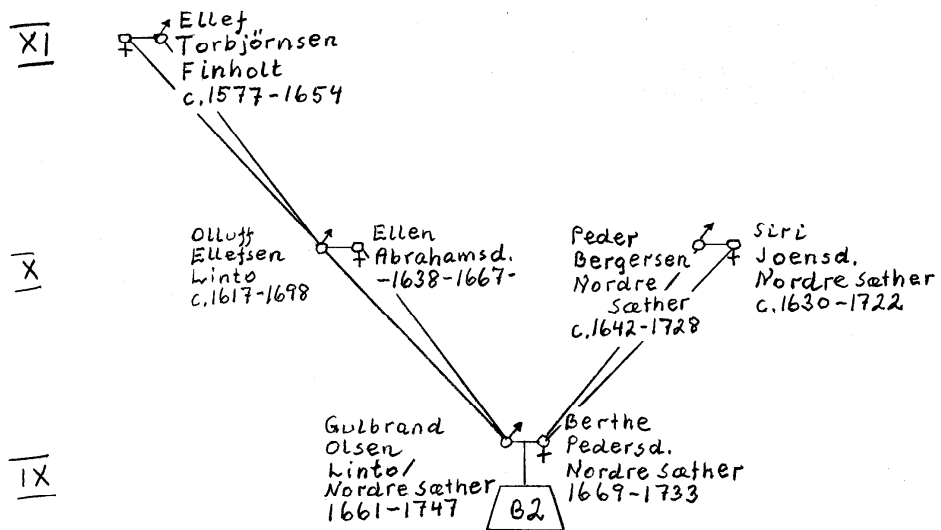 XI
Ellef
Torbjörnsen
Finholt
c.1577-1654
X
Olluff
Ellefsen
Linto
c.1617-1698
Ellen
Abrahamsd.
-1638-1667-
Peder
Bergersen
Nordre
Sæther
c.1642-1728
Siri
Joensd.
Nordre sæther
c.1630-1722
IX
Gulbrand
Olsen
Linto/
Nordre sæther
1661-1747
Berthe
Pedersd.
Nordre sæther
1669-1733
B2